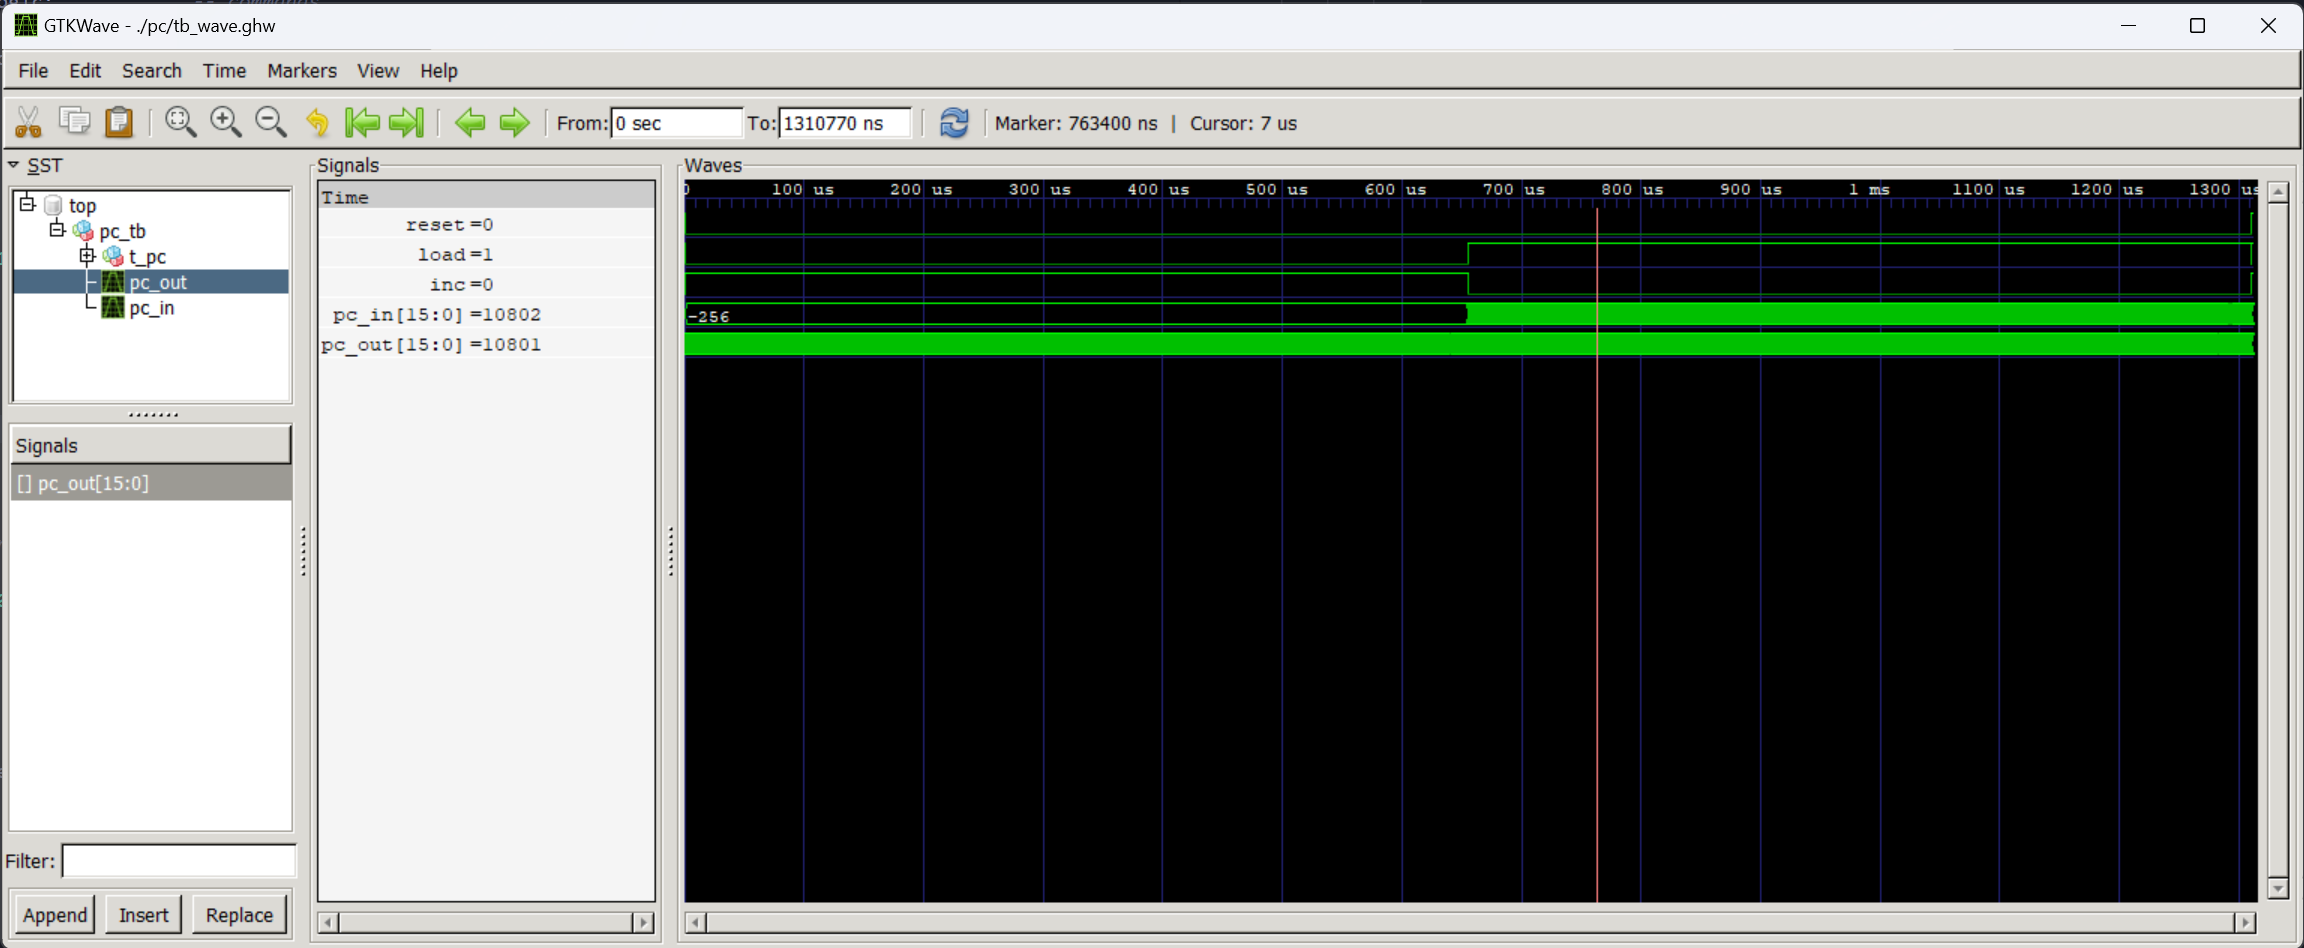 GTKWave - ./pc/tb_wave.ghw
File Edit Search Time Markers View Help
From: 0 sec To: 1310770 ns Marker: 763400 ns | Cursor: 7 us
SST
top
pc_tb
t_pc
pc_out
pc_in
Signals
[] pc_out[15:0]
Filter:
Append Insert Replace
Signals
Time
reset =0
load =1
inc =0
pc_in[15:0] =10802
pc_out[15:0] =10801
Waves
100 us 200 us 300 us 400 us 500 us 600 us 700 us 800 us 900 us 1 ms 1100 us 1200 us 1300 us
-256